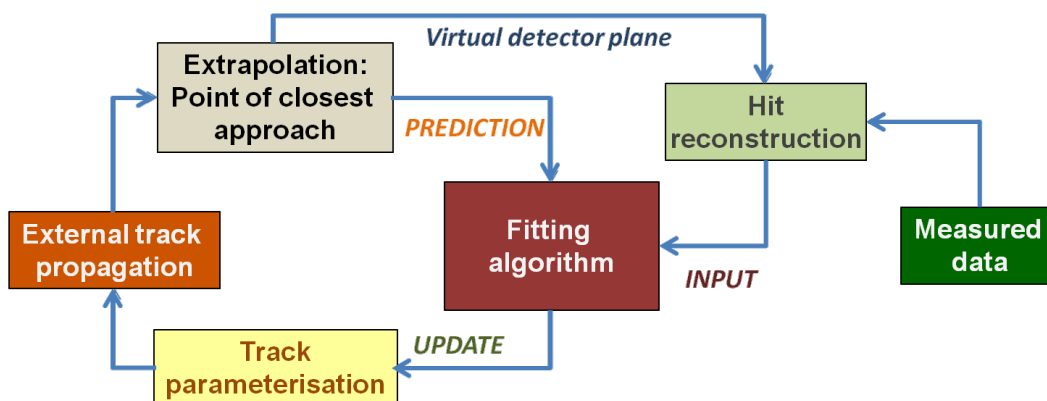 Virtual detector plane
Extrapolation:
Point of closest
approach
PREDICTION
Hit
reconstruction
External track
propagation
Fitting
algorithm
Measured
data
INPUT
UPDATE
Track
parameterisation